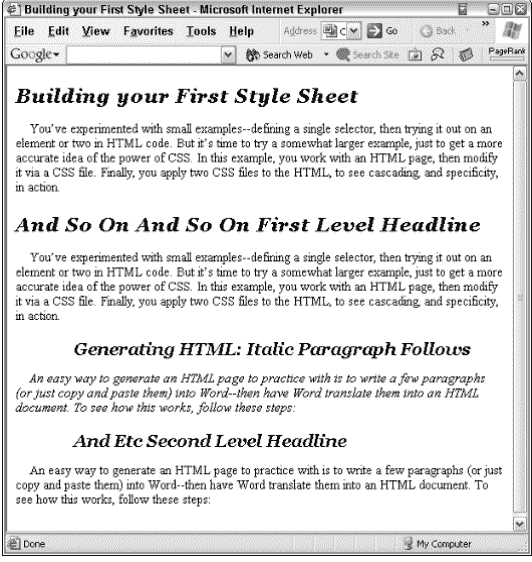 Building your First Style Sheet - Microsoft Internet Explorer
File Edit View Favorites Tools Help Address C Go Back »
Google Search Web Search Site PageRank
Building your First Style Sheet
You've experimented with small examples--defining a single selector, then trying it out on an
element or two in HTML code. But it's time to try a somewhat larger example, just to get a more
accurate idea of the power of CSS. In this example, you work with an HTML page, then modify
it via a CSS file. Finally, you apply two CSS files to the HTML, to see cascading, and specificity,
in action.
And So On And So On First Level Headline
You've experimented with small examples--defining a single selector, then trying it out on an
element or two in HTML code. But it's time to try a somewhat larger example, just to get a more
accurate idea of the power of CSS. In this example, you work with an HTML page, then modify
it via a CSS file. Finally, you apply two CSS files to the HTML, to see cascading, and specificity,
in action.
Generating HTML: Italic Paragraph Follows
An easy way to generate an HTML page to practice with is to write a few paragraphs
(or just copy and paste them) into Word--then have Word translate them into an HTML
document. To see how this works, follow these steps:
And Etc Second Level Headline
An easy way to generate an HTML page to practice with is to write a few paragraphs (or just
copy and paste them) into Word--then have Word translate them into an HTML document. To
see how this works, follow these steps:
Done My Computer